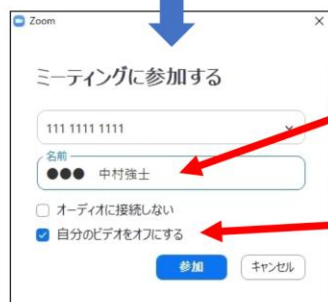 Zoom
ミーティングに参加する
111 1111 1111
名前
●●● 中村強士
オーディオに接続しない
自分のビデオをオフにする
参加 キャンセル